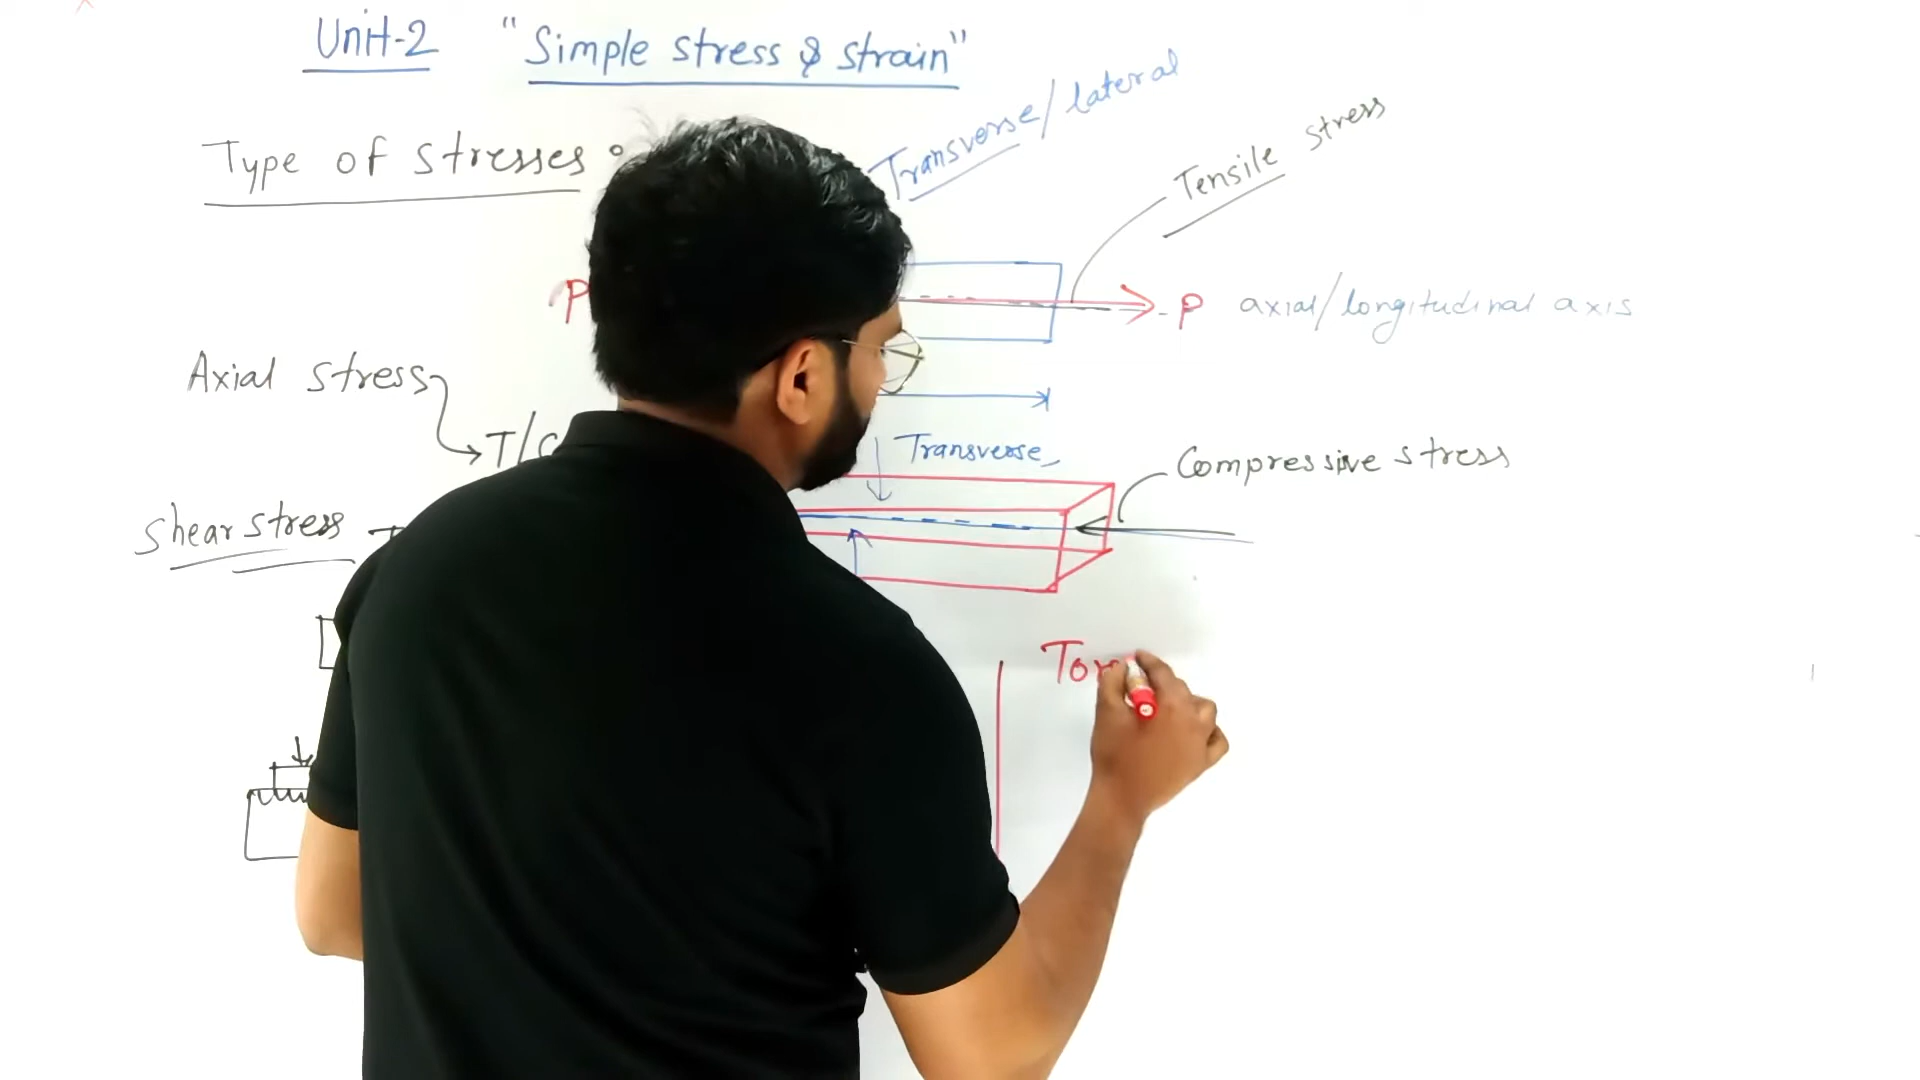 Unit-2 "Simple stress & strain"
Transverse/lateral
Type of stresses :
Tensile stress
P
P axial/longitudinal axis
Axial stress
T/C
Transverse
Compressive stress
Shear stress
Tor